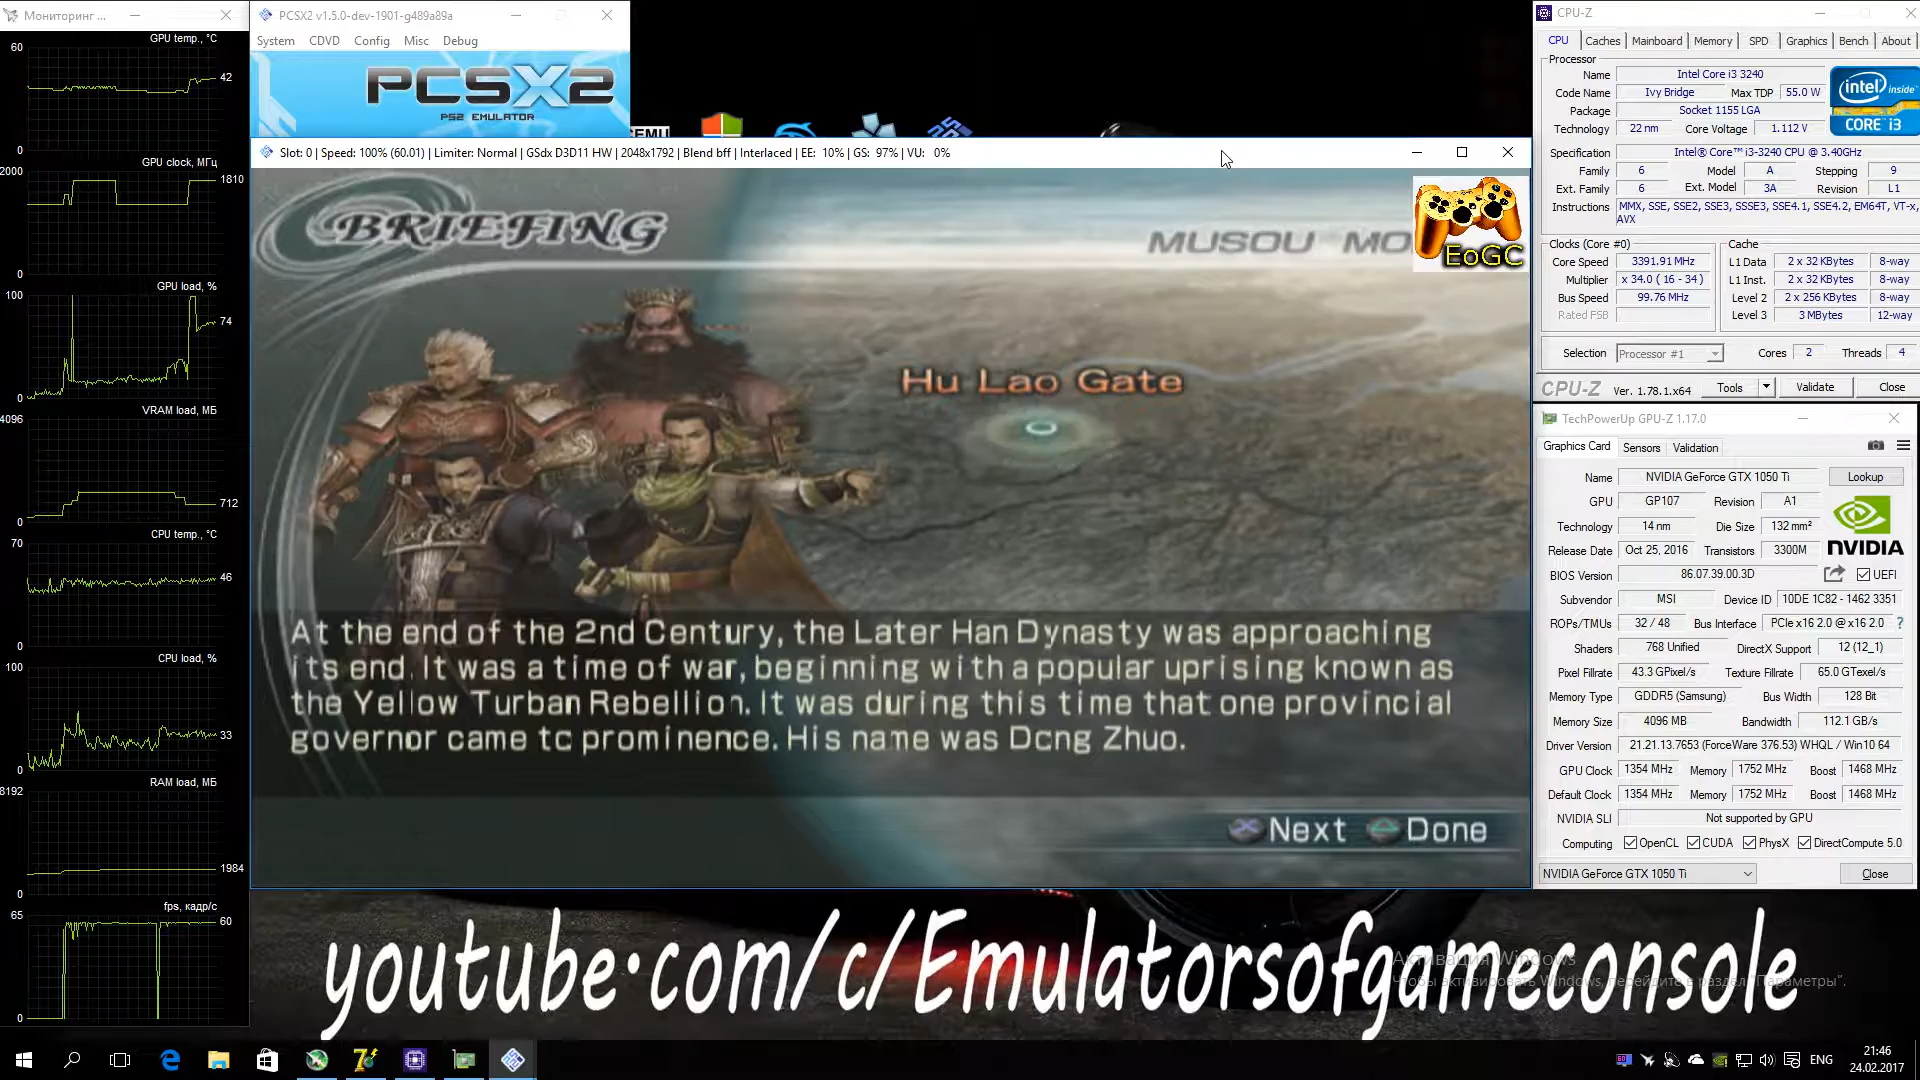 Мониторинг ...
GPU temp., °C
60
42
0
GPU clock, МГц
2000
1810
0
GPU load, %
100
74
0
VRAM load, МБ
4096
712
0
CPU temp., °C
70
46
0
CPU load, %
100
33
0
RAM load, МБ
8192
1984
0
fps, кадр/с
65
60
0
PCSX2 v1.5.0-dev-1901-g489a89a
System CDVD Config Misc Debug
PCSX2
PS2 EMULATOR
CEMU
Slot: 0 | Speed: 100% (60.01) | Limiter: Normal | GSdx D3D11 HW | 2048x1792 | Blend bff | Interlaced | EE: 10% | GS: 97% | VU: 0%
BRIEFING
MUSOU MO
EoGC
Hu Lao Gate
At the end of the 2nd Century, the Later Han Dynasty was approaching
its end. It was a time of war, beginning with a popular uprising known as
the Yellow Turban Rebellion. It was during this time that one provincial
governor came to prominence. His name was Dong Zhuo.
Next Done
CPU-Z
CPU Caches Mainboard Memory SPD Graphics Bench About
Processor
Name Intel Core i3 3240
Code Name Ivy Bridge Max TDP 55.0 W
Package Socket 1155 LGA
Technology 22 nm Core Voltage 1.112 V
intel inside
CORE i3
Specification Intel® Core™ i3-3240 CPU @ 3.40GHz
Family 6 Model A Stepping 9
Ext. Family 6 Ext. Model 3A Revision L1
Instructions MMX, SSE, SSE2, SSE3, SSSE3, SSE4.1, SSE4.2, EM64T, VT-x,
AVX
Clocks (Core #0)
Core Speed 3391.91 MHz
Multiplier x 34.0 ( 16 - 34 )
Bus Speed 99.76 MHz
Rated FSB
Cache
L1 Data 2 x 32 KBytes 8-way
L1 Inst. 2 x 32 KBytes 8-way
Level 2 2 x 256 KBytes 8-way
Level 3 3 MBytes 12-way
Selection Processor #1 Cores 2 Threads 4
CPU-Z Ver. 1.78.1.x64 Tools Validate Close
TechPowerUp GPU-Z 1.17.0
Graphics Card Sensors Validation
Name NVIDIA GeForce GTX 1050 Ti Lookup
GPU GP107 Revision A1
Technology 14 nm Die Size 132 mm²
Release Date Oct 25, 2016 Transistors 3300M
NVIDIA
BIOS Version 86.07.39.00.3D UEFI
Subvendor MSI Device ID 10DE 1C82 - 1462 3351
ROPs/TMUs 32 / 48 Bus Interface PCIe x16 2.0 @ x16 2.0 ?
Shaders 768 Unified DirectX Support 12 (12_1)
Pixel Fillrate 43.3 GPixel/s Texture Fillrate 65.0 GTexel/s
Memory Type GDDR5 (Samsung) Bus Width 128 Bit
Memory Size 4096 MB Bandwidth 112.1 GB/s
Driver Version 21.21.13.7653 (ForceWare 376.53) WHQL / Win10 64
GPU Clock 1354 MHz Memory 1752 MHz Boost 1468 MHz
Default Clock 1354 MHz Memory 1752 MHz Boost 1468 MHz
NVIDIA SLI Not supported by GPU
Computing OpenCL CUDA PhysX DirectCompute 5.0
NVIDIA GeForce GTX 1050 Ti Close
youtube.com/c/Emulatorsofgameconsole
Активация Windows
Чтобы активировать Windows, перейдите в раздел "Параметры".
ENG
21:46
24.02.2017